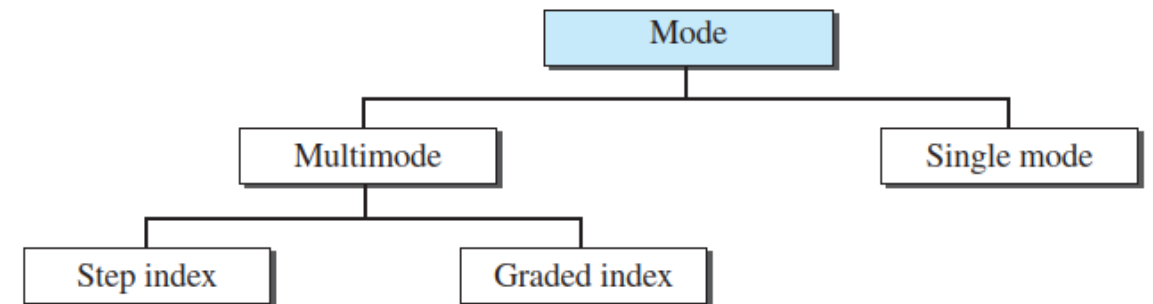 Mode
Multimode
Single mode
Step index
Graded index